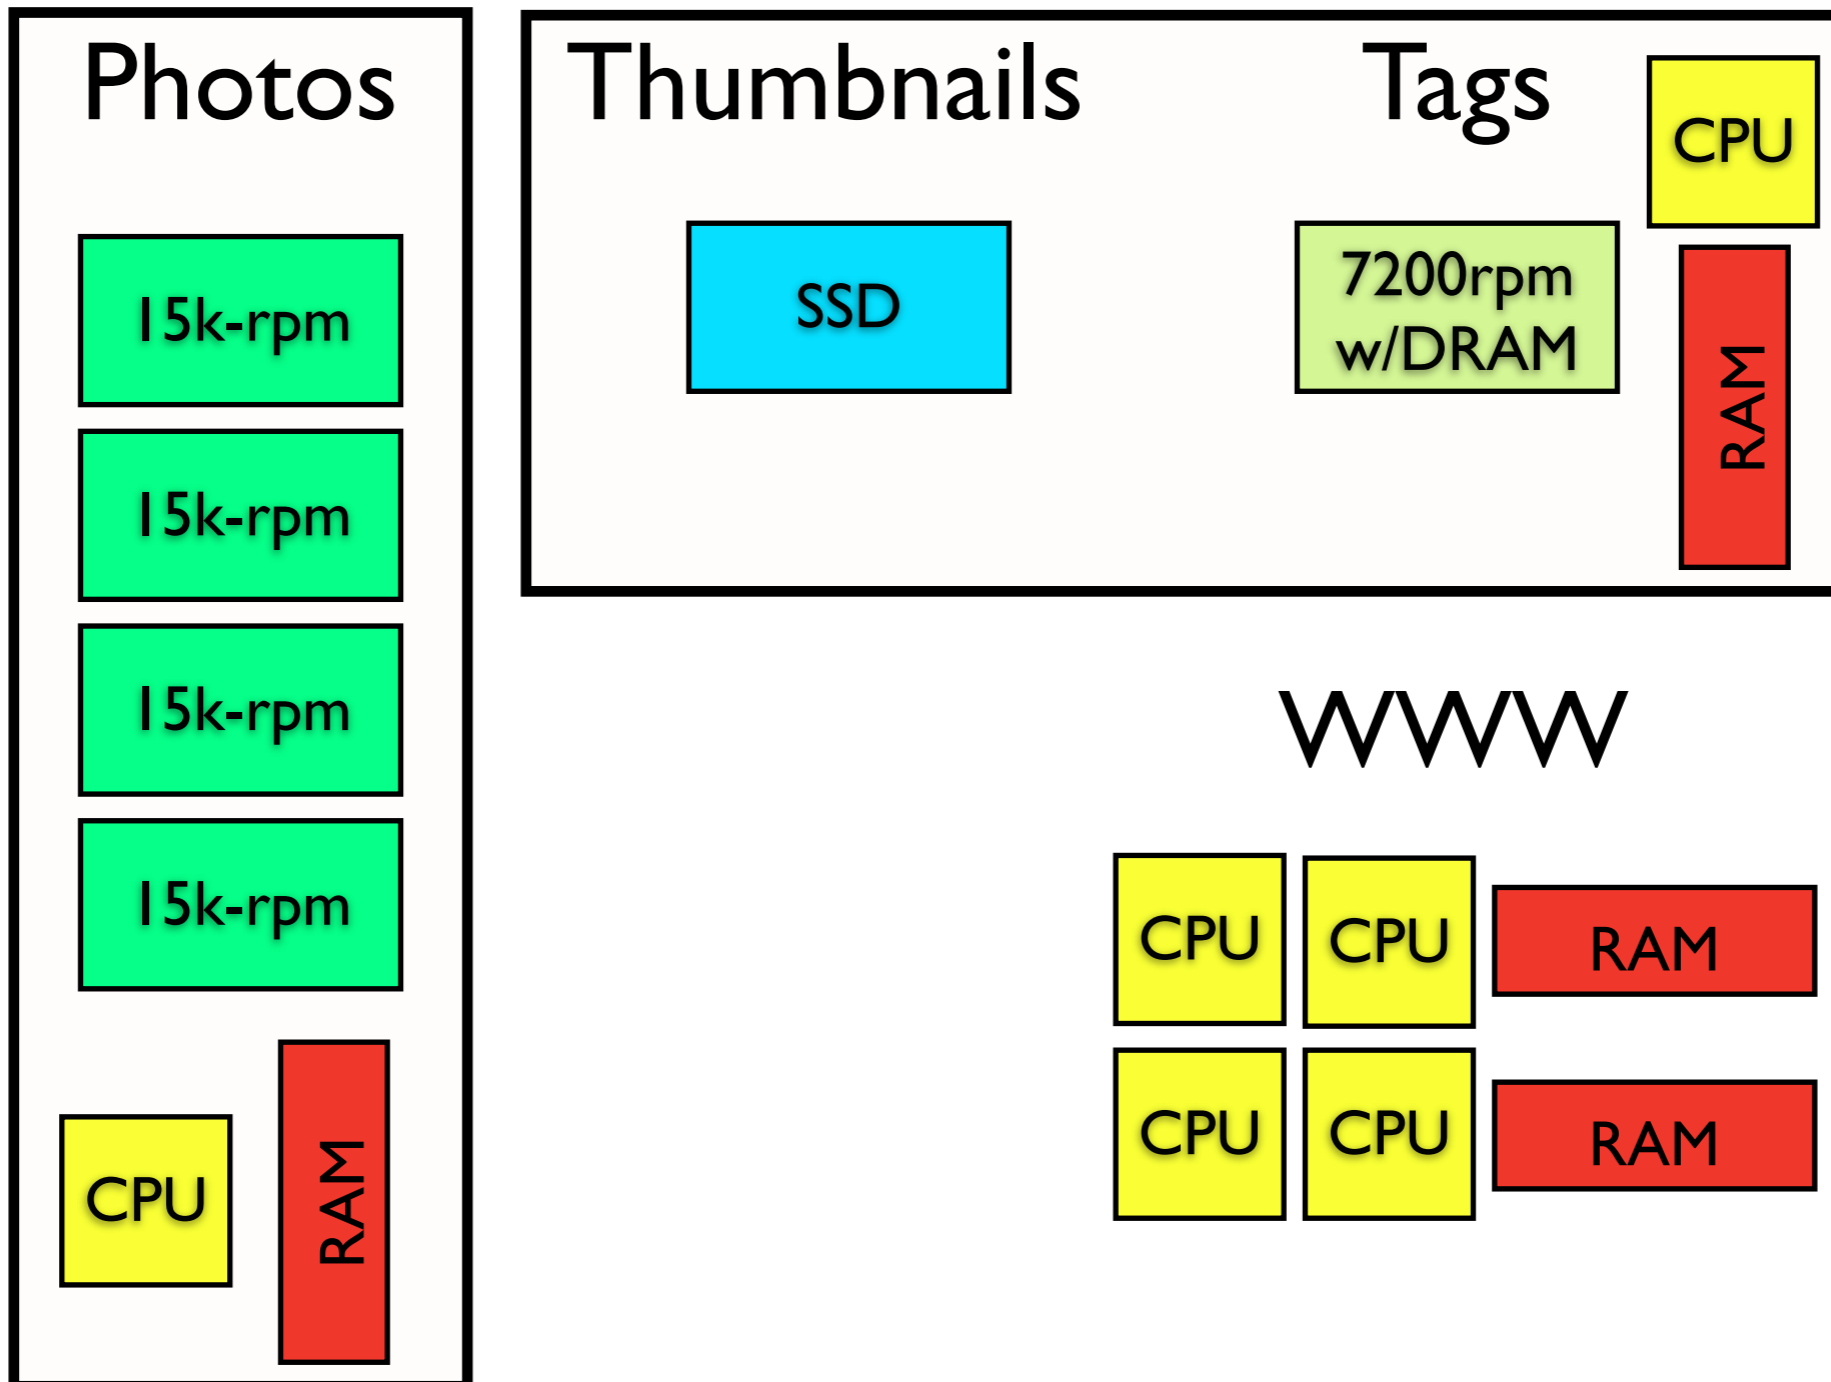 Photos
15k-rpm
15k-rpm
15k-rpm
15k-rpm
CPU
RAM
Thumbnails
Tags
CPU
SSD
7200rpm
w/DRAM
RAM
WWW
CPU
CPU
RAM
CPU
CPU
RAM